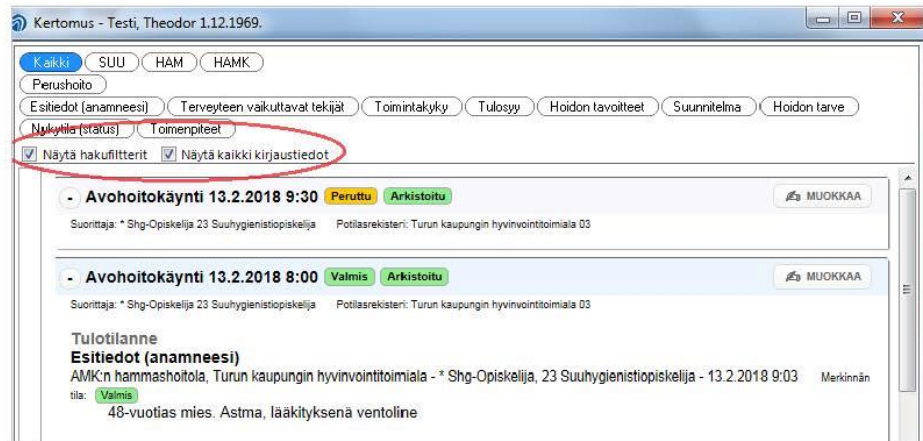 Kertomus - Testi, Theodor 1.12.1969.
Kaikki SUU HAM HAMK
Perushoito
Esitiedot (anamneesi) Terveyteen vaikuttavat tekijät Toimintakyky Tulosyy Hoidon tavoitteet Suunnitelma Hoidon tarve
Nykytila (status) Toimenpiteet
Näytä hakufiltterit Näytä kaikki kirjaustiedot
- Avohoitokäynti 13.2.2018 9:30 Peruttu Arkistoitu MUOKKAA
Suorittaja: * Shg-Opiskelija 23 Suuhygienistiopiskelija Potilasrekisteri: Turun kaupungin hyvinvointitoimiala 03
- Avohoitokäynti 13.2.2018 8:00 Valmis Arkistoitu MUOKKAA
Suorittaja: * Shg-Opiskelija 23 Suuhygienistiopiskelija Potilasrekisteri: Turun kaupungin hyvinvointitoimiala 03
Tulotilanne
Esitiedot (anamneesi)
AMK:n hammashoitola, Turun kaupungin hyvinvointitoimiala - * Shg-Opiskelija, 23 Suuhygienistiopiskelija - 13.2.2018 9:03 Merkinnän
tila: Valmis
48-vuotias mies. Astma, lääkityksenä ventoline